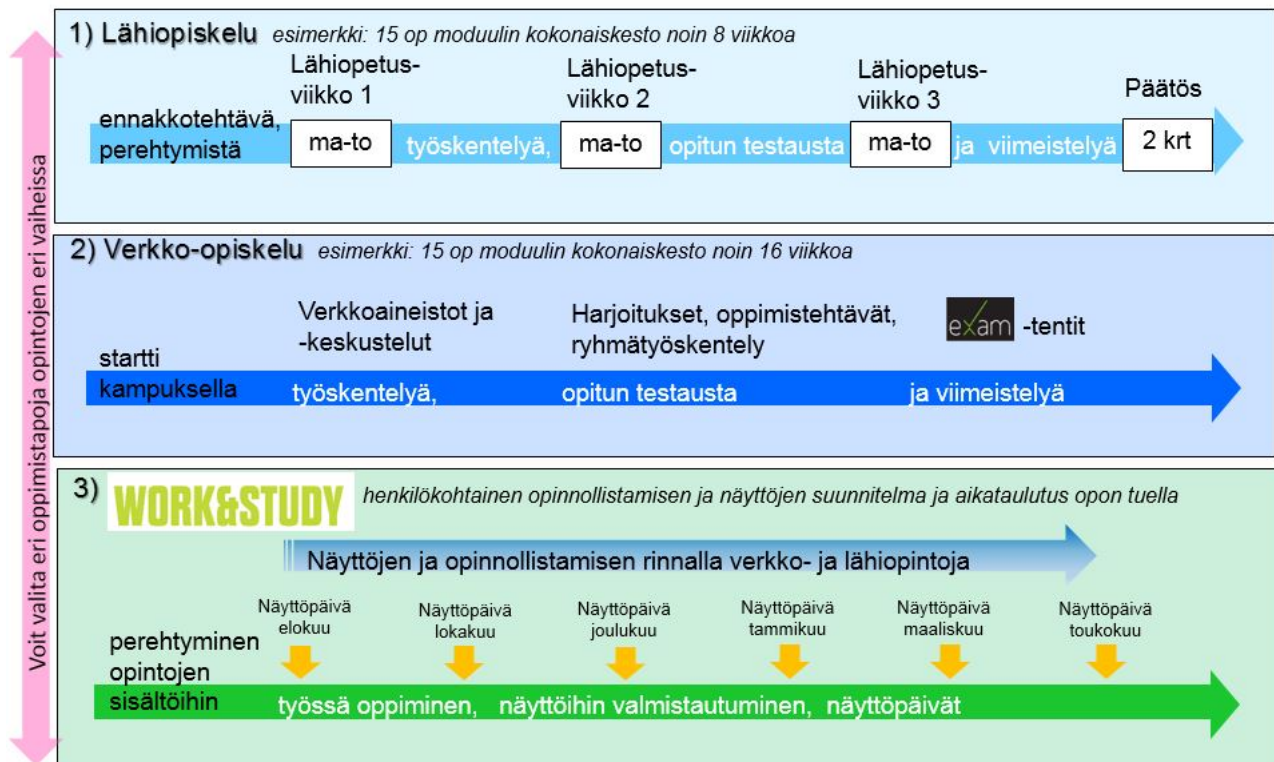 Voit valita eri oppimistapoja opintojen eri vaiheissa
1) Lähiopiskelu esimerkki: 15 op moduulin kokonaiskesto noin 8 viikkoa
Lähiopetus-
viikko 1
Lähiopetus-
viikko 2
Lähiopetus-
viikko 3
Päätös
ennakkotehtävä,
perehtymistä
ma-to
työskentelyä,
ma-to
opitun testausta
ma-to
ja viimeistelyä
2 krt
2) Verkko-opiskelu esimerkki: 15 op moduulin kokonaiskesto noin 16 viikkoa
Verkkoaineistot ja
-keskustelut
Harjoitukset, oppimistehtävät,
ryhmätyöskentely
exam -tentit
startti
kampuksella
työskentelyä,
opitun testausta
ja viimeistelyä
3) WORK&STUDY henkilökohtainen opinnollistamisen ja näyttöjen suunnitelma ja aikataulutus opon tuella
Näyttöjen ja opinnollistamisen rinnalla verkko- ja lähiopintoja
Näyttöpäivä
elokuu
Näyttöpäivä
lokakuu
Näyttöpäivä
joulukuu
Näyttöpäivä
tammikuu
Näyttöpäivä
maaliskuu
Näyttöpäivä
toukokuu
perehtyminen
opintojen
sisältöihin
työssä oppiminen, näyttöihin valmistautuminen, näyttöpäivät